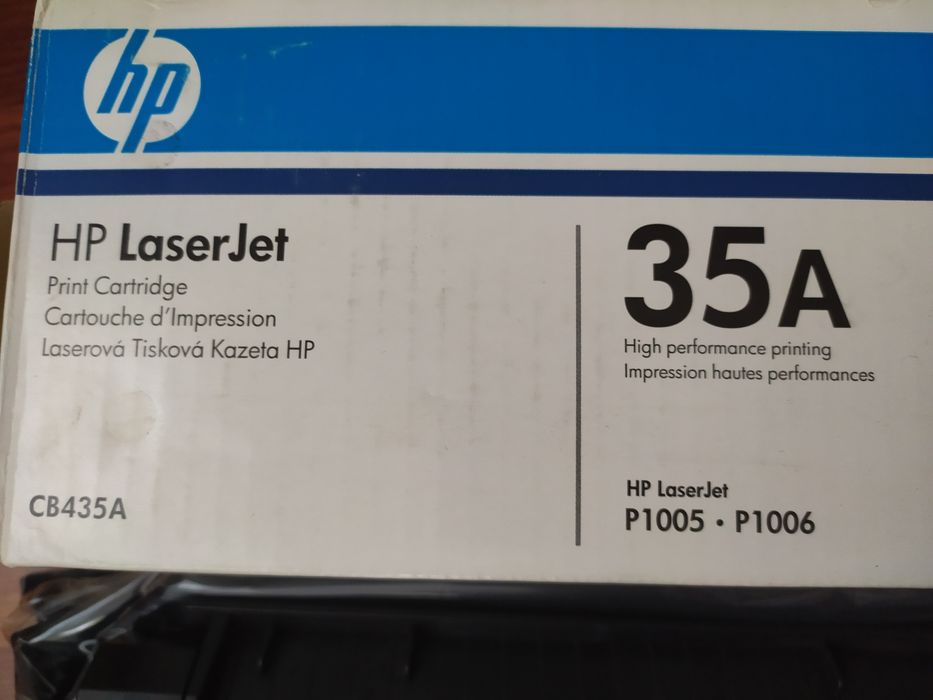 hp
HP LaserJet
Print Cartridge
Cartouche d'Impression
Laserová Tisková Kazeta HP
CB435A
35A
High performance printing
Impression hautes performances
HP LaserJet
P1005 • P1006